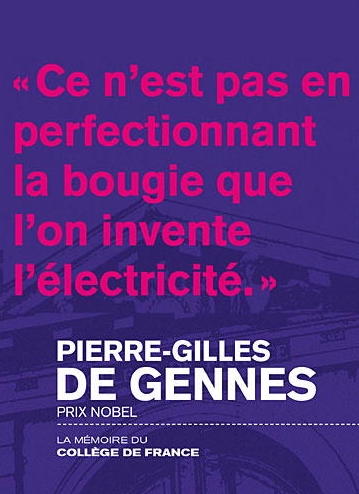 « Ce n’est pas en
perfectionnant
la bougie que
l’on invente
l’électricité. »
PIERRE-GILLES
DE GENNES
PRIX NOBEL
LA MÉMOIRE DU
COLLÈGE DE FRANCE